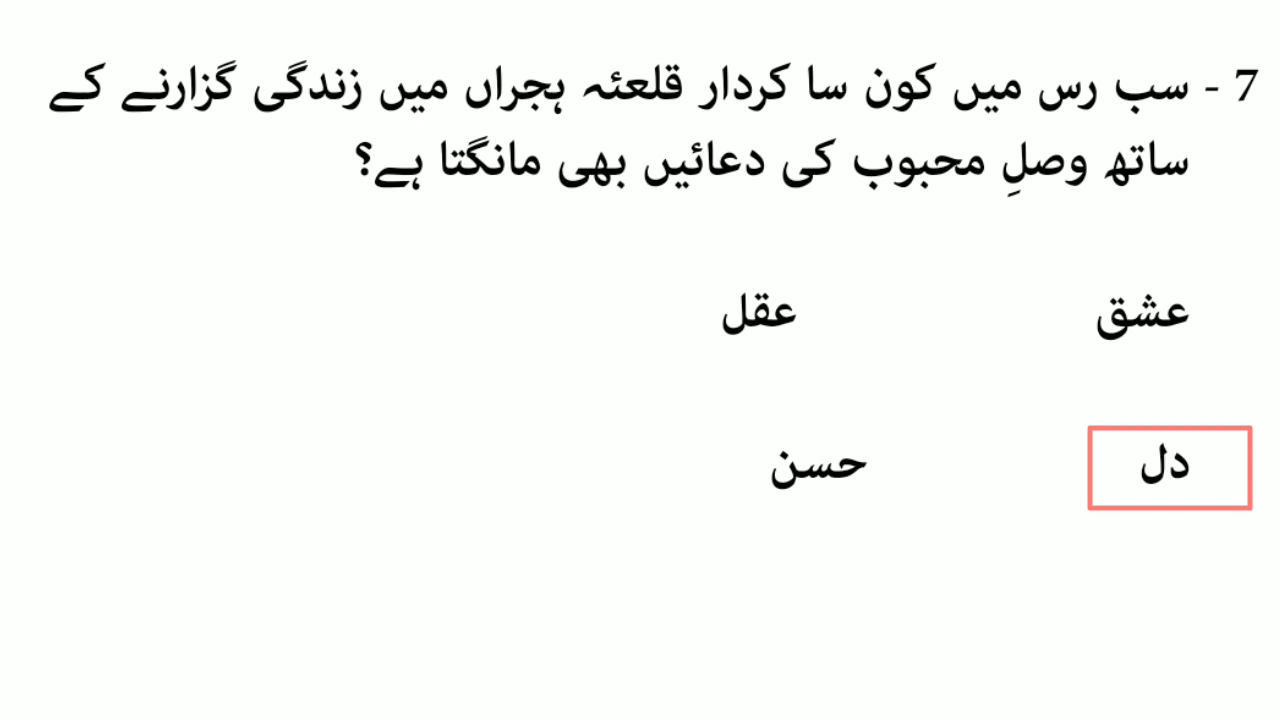 7 - سب رس میں کون سا کردار قلعئہ ہجراں میں زندگی گزارنے کے
ساتھ وصلِ محبوب کی دعائیں بھی مانگتا ہے؟
عشق عقل
دل حسن